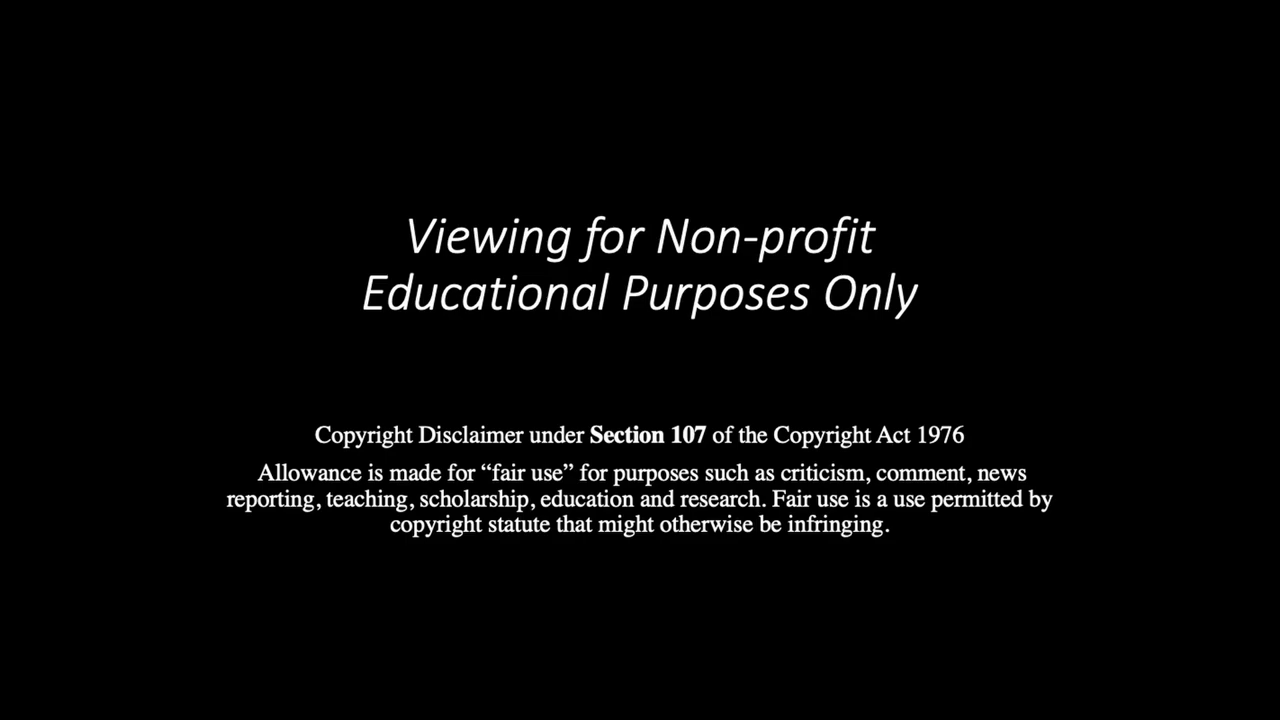 Viewing for Non-profit
Educational Purposes Only
Copyright Disclaimer under Section 107 of the Copyright Act 1976
Allowance is made for “fair use” for purposes such as criticism, comment, news
reporting, teaching, scholarship, education and research. Fair use is a use permitted by
copyright statute that might otherwise be infringing.